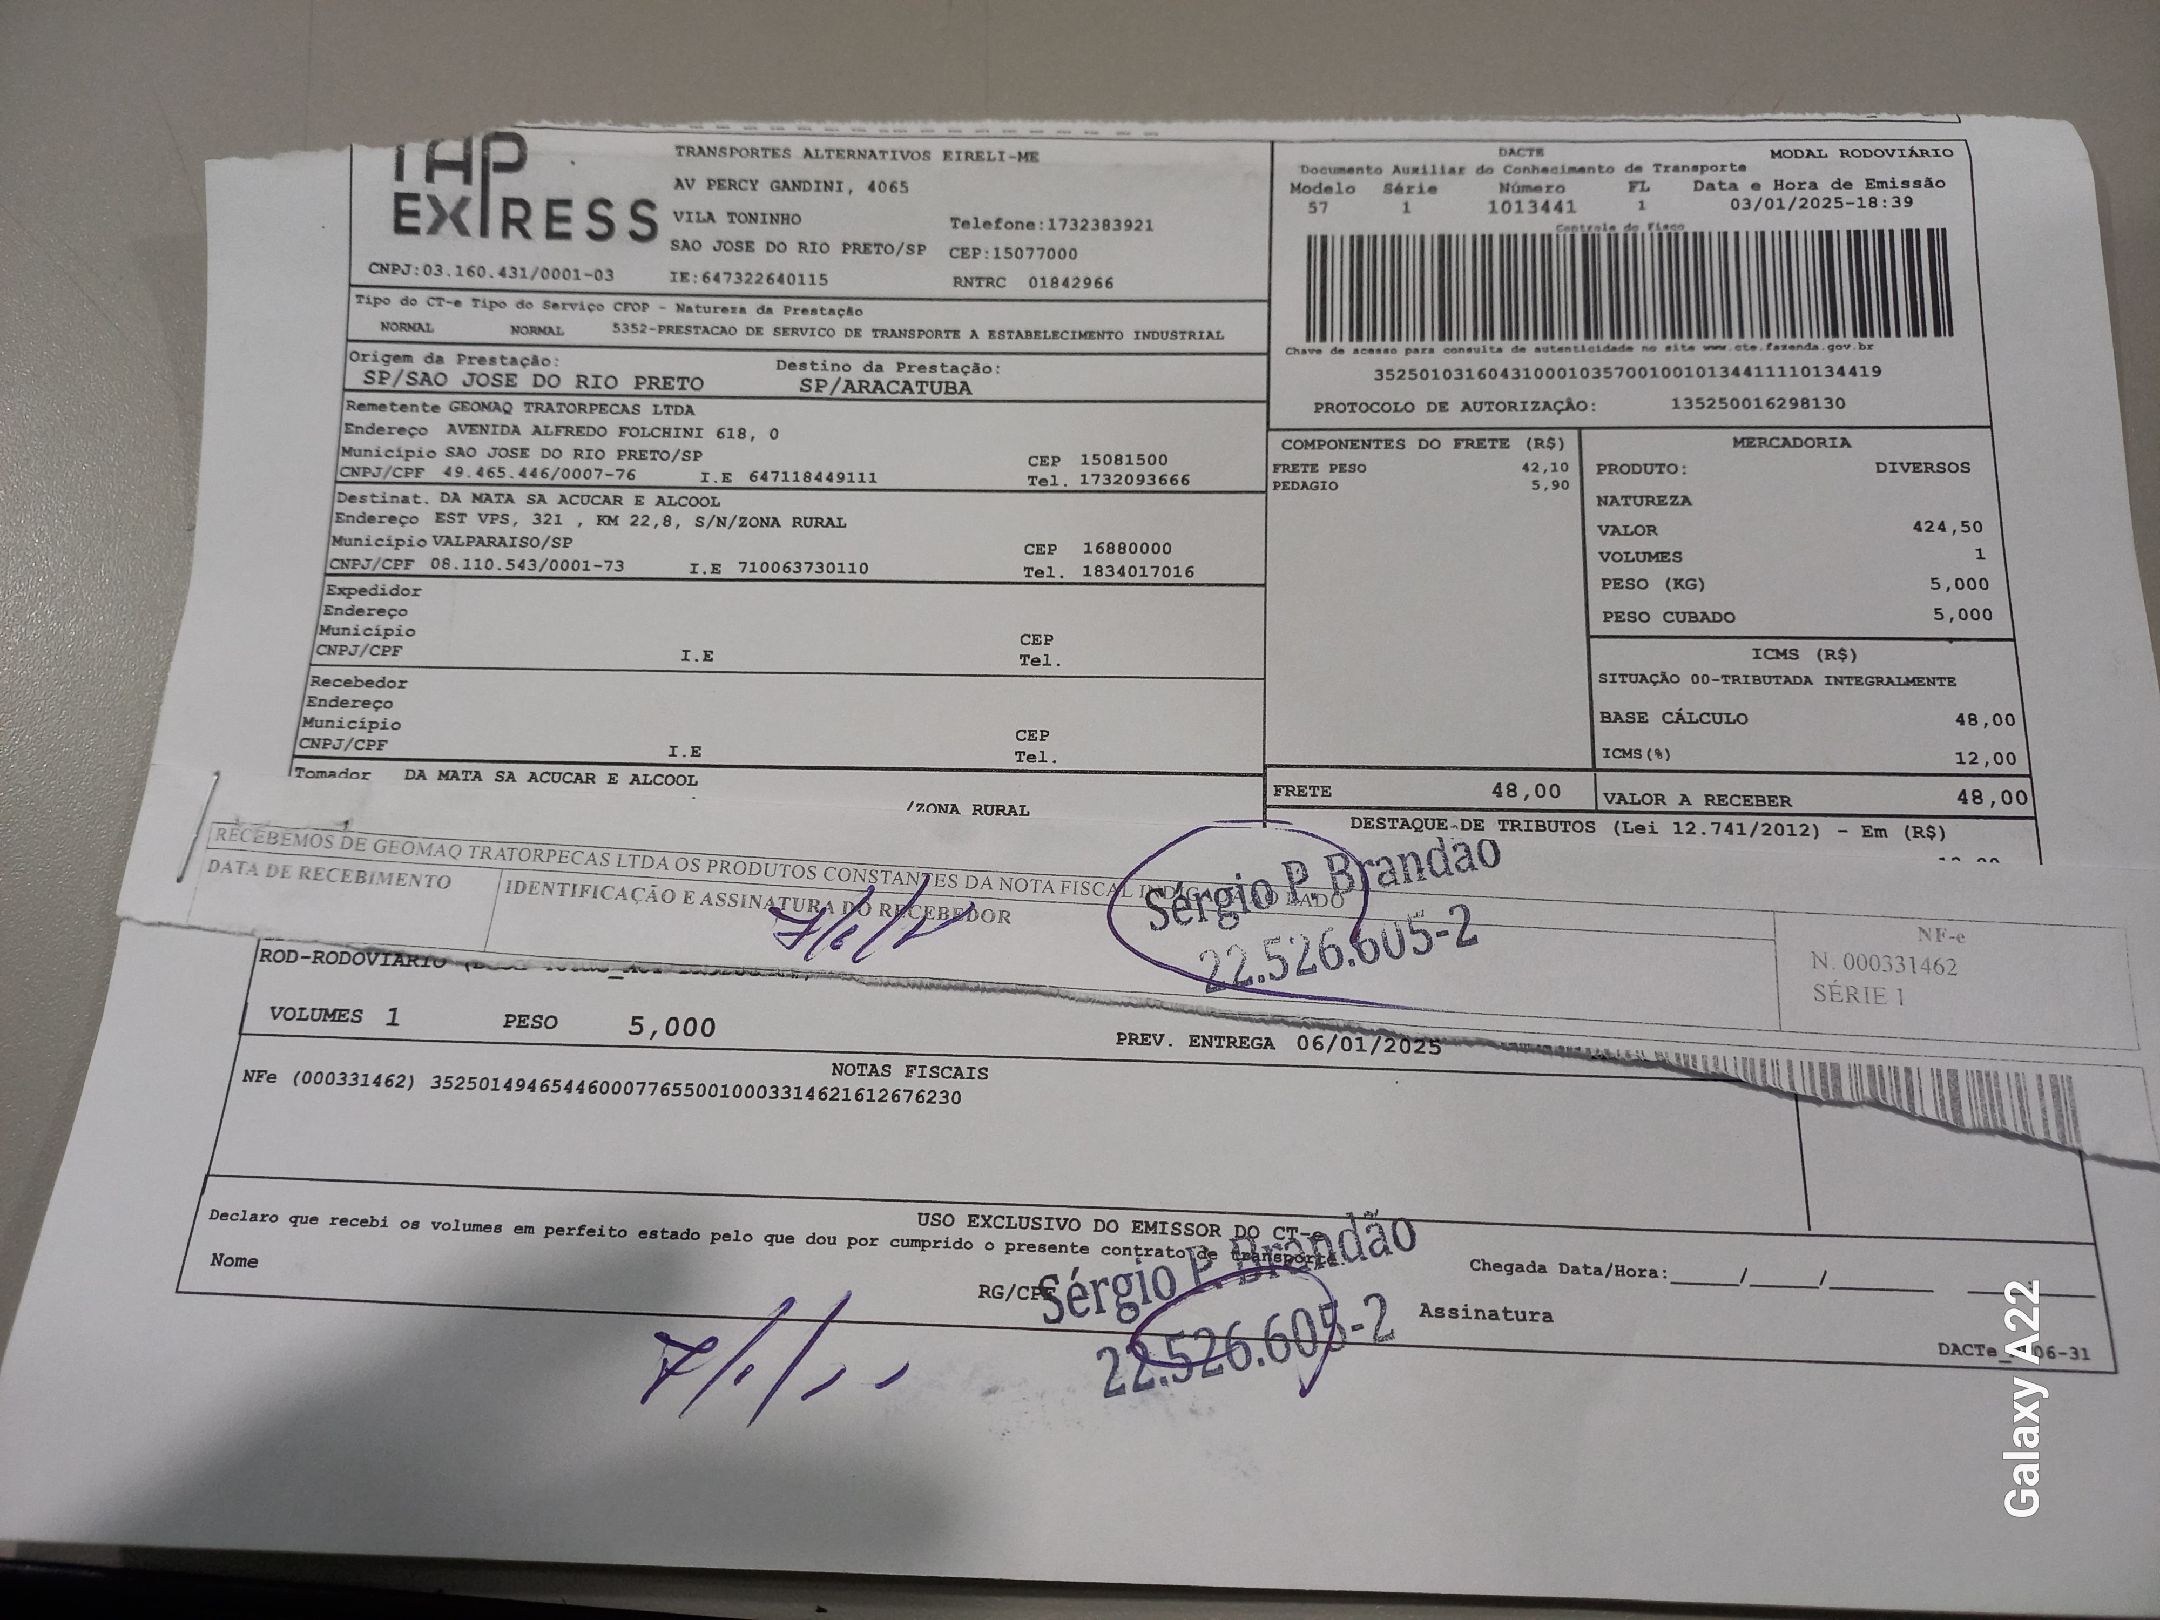 TAP
EXPRESS
CNPJ:03.160.431/0001-03
TRANSPORTES ALTERNATIVOS EIRELI-ME
AV PERCY GANDINI, 4065
VILA TONINHO
Telefone:1732383921
SAO JOSE DO RIO PRETO/SP CEP:15077000
IE:647322640115 RNTRC 01842966
DACTE MODAL RODOVIÁRIO
Documento Auxiliar do Conhecimento de Transporte
Modelo Série Número FL Data e Hora de Emissão
57 1 1013441 1 03/01/2025-18:39
Controle do Fisco
Chave de acesso para consulta de autenticidade no site www.cte.fazenda.gov.br
35250103160431000103570010010134411110134419
PROTOCOLO DE AUTORIZAÇÃO: 135250016298130
Tipo do CT-e Tipo do Serviço CFOP - Natureza da Prestação
NORMAL NORMAL 5352-PRESTACAO DE SERVICO DE TRANSPORTE A ESTABELECIMENTO INDUSTRIAL
Origem da Prestação: Destino da Prestação:
SP/SAO JOSE DO RIO PRETO SP/ARACATUBA
Remetente GEOMAQ TRATORPECAS LTDA
Endereço AVENIDA ALFREDO FOLCHINI 618, 0
Município SAO JOSE DO RIO PRETO/SP CEP 15081500
CNPJ/CPF 49.465.446/0007-76 I.E 647118449111 Tel. 1732093666
Destinat. DA MATA SA ACUCAR E ALCOOL
Endereço EST VPS, 321 , KM 22,8, S/N/ZONA RURAL
Município VALPARAISO/SP CEP 16880000
CNPJ/CPF 08.110.543/0001-73 I.E 710063730110 Tel. 1834017016
Expedidor
Endereço
Município CEP
CNPJ/CPF I.E Tel.
Recebedor
Endereço
Município CEP
CNPJ/CPF I.E Tel.
Tomador DA MATA SA ACUCAR E ALCOOL
/ZONA RURAL
COMPONENTES DO FRETE (R$)
FRETE PESO 42,10
PEDAGIO 5,90
FRETE 48,00
MERCADORIA
PRODUTO: DIVERSOS
NATUREZA
VALOR 424,50
VOLUMES 1
PESO (KG) 5,000
PESO CUBADO 5,000
ICMS (R$)
SITUAÇÃO 00-TRIBUTADA INTEGRALMENTE
BASE CÁLCULO 48,00
ICMS(%) 12,00
VALOR A RECEBER 48,00
DESTAQUE DE TRIBUTOS (Lei 12.741/2012) - Em (R$)
RECEBEMOS DE GEOMAQ TRATORPECAS LTDA OS PRODUTOS CONSTANTES DA NOTA FISCAL INDICADO LADO
DATA DE RECEBIMENTO
IDENTIFICAÇÃO E ASSINATURA DO RECEBEDOR
Sérgio P. Brandão
22.526.605-2
NF-e
N. 000331462
SÉRIE 1
ROD-RODOVIÁRIO
VOLUMES 1 PESO 5,000 PREV. ENTREGA 06/01/2025
NOTAS FISCAIS
NFe (000331462) 35250149465446000776550010003314621612676230
USO EXCLUSIVO DO EMISSOR DO CT-e
Declaro que recebi os volumes em perfeito estado pelo que dou por cumprido o presente contrato de transporte.
Nome RG/CPF Chegada Data/Hora:_____/_____/
Assinatura
Sérgio P. Brandão
22.526.605-2
Galaxy A22